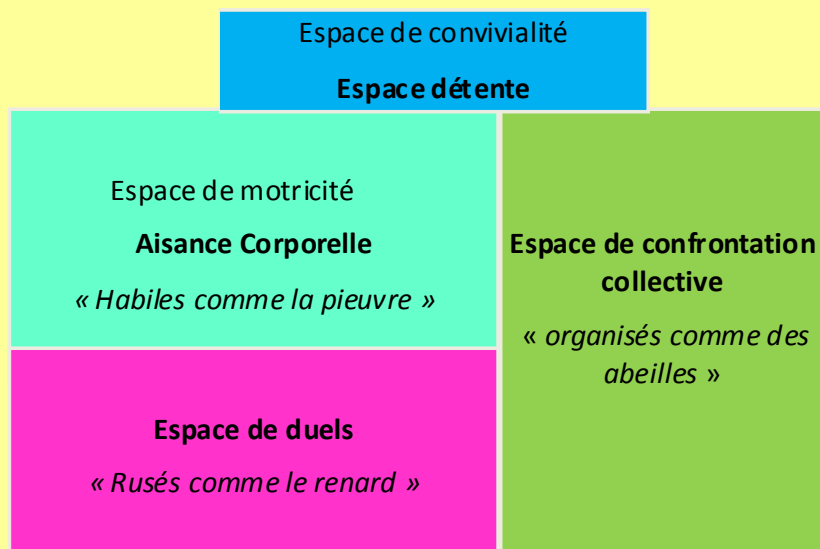 Espace de convivialité
Espace détente
Espace de motricité
Aisance Corporelle
« Habiles comme la pieuvre »
Espace de duels
« Rusés comme le renard »
Espace de confrontation
collective
« organisés comme des
abeilles »